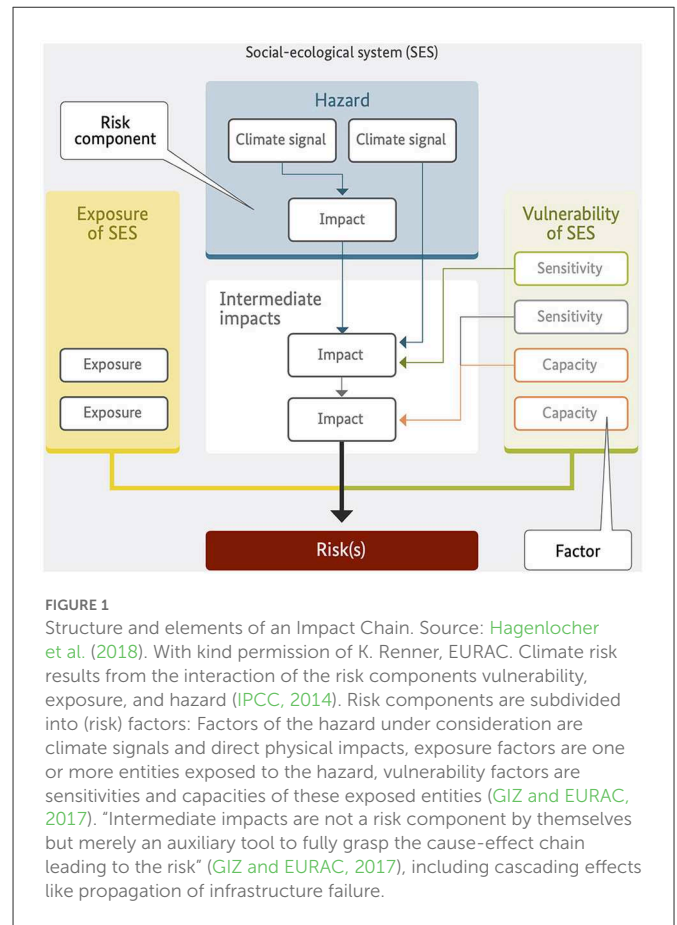 Social-ecological system (SES)
Hazard
Risk
component
Climate signal
Climate signal
Impact
Exposure
of SES
Exposure
Exposure
Vulnerability
of SES
Sensitivity
Sensitivity
Capacity
Capacity
Intermediate
impacts
Impact
Impact
Risk(s)
Factor
FIGURE 1
Structure and elements of an Impact Chain. Source: Hagenlocher
et al. (2018). With kind permission of K. Renner, EURAC. Climate risk
results from the interaction of the risk components vulnerability,
exposure, and hazard (IPCC, 2014). Risk components are subdivided
into (risk) factors: Factors of the hazard under consideration are
climate signals and direct physical impacts, exposure factors are one
or more entities exposed to the hazard, vulnerability factors are
sensitivities and capacities of these exposed entities (GIZ and EURAC,
2017). “Intermediate impacts are not a risk component by themselves
but merely an auxiliary tool to fully grasp the cause-effect chain
leading to the risk” (GIZ and EURAC, 2017), including cascading effects
like propagation of infrastructure failure.